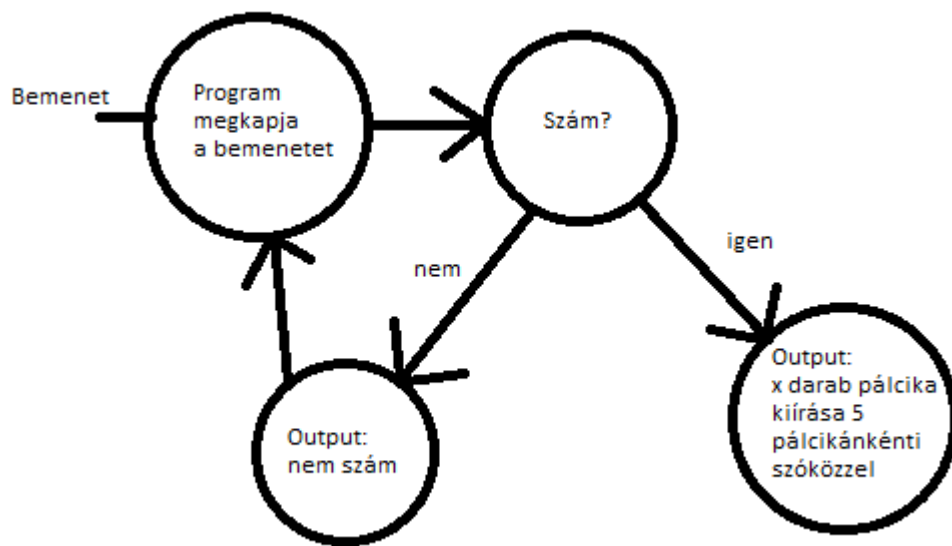 Bemenet
Program
megkapja
a bemenetet
Szám?
nem
igen
Output:
nem szám
Output:
x darab pálcika
kiírása 5
pálcikánkénti
szóközzel